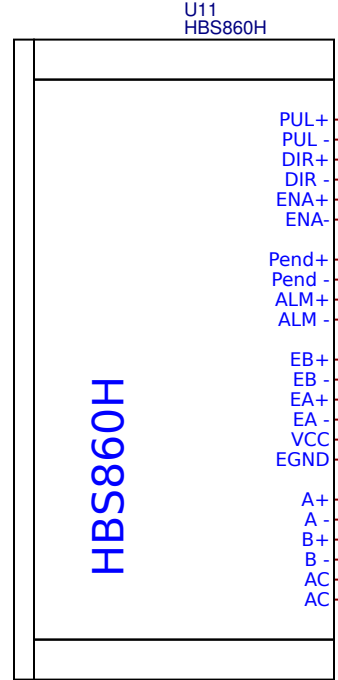 U11
HBS860H
PUL+
PUL -
DIR+
DIR -
ENA+
ENA-
Pend+
Pend -
ALM+
ALM -
EB+
EB -
EA+
EA -
VCC
EGND
A+
A -
B+
B -
AC
AC
HBS860H